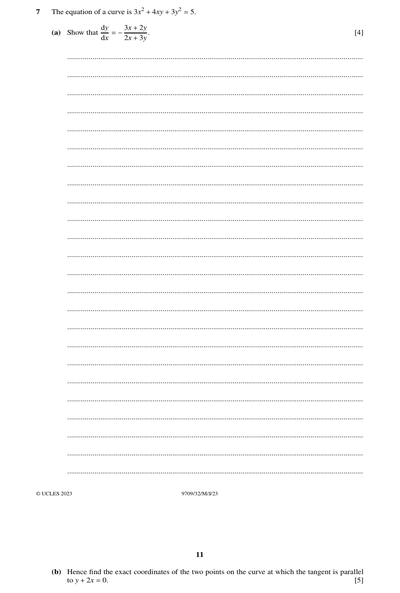 7 The equation of a curve is 3x² + 4xy + 3y² = 5.
(a) Show that dy/dx = −(3x + 2y)/(2x + 3y). [4]
© UCLES 2023 9709/32/M/J/23
11
(b) Hence find the exact coordinates of the two points on the curve at which the tangent is parallel
to y + 2x = 0. [5]